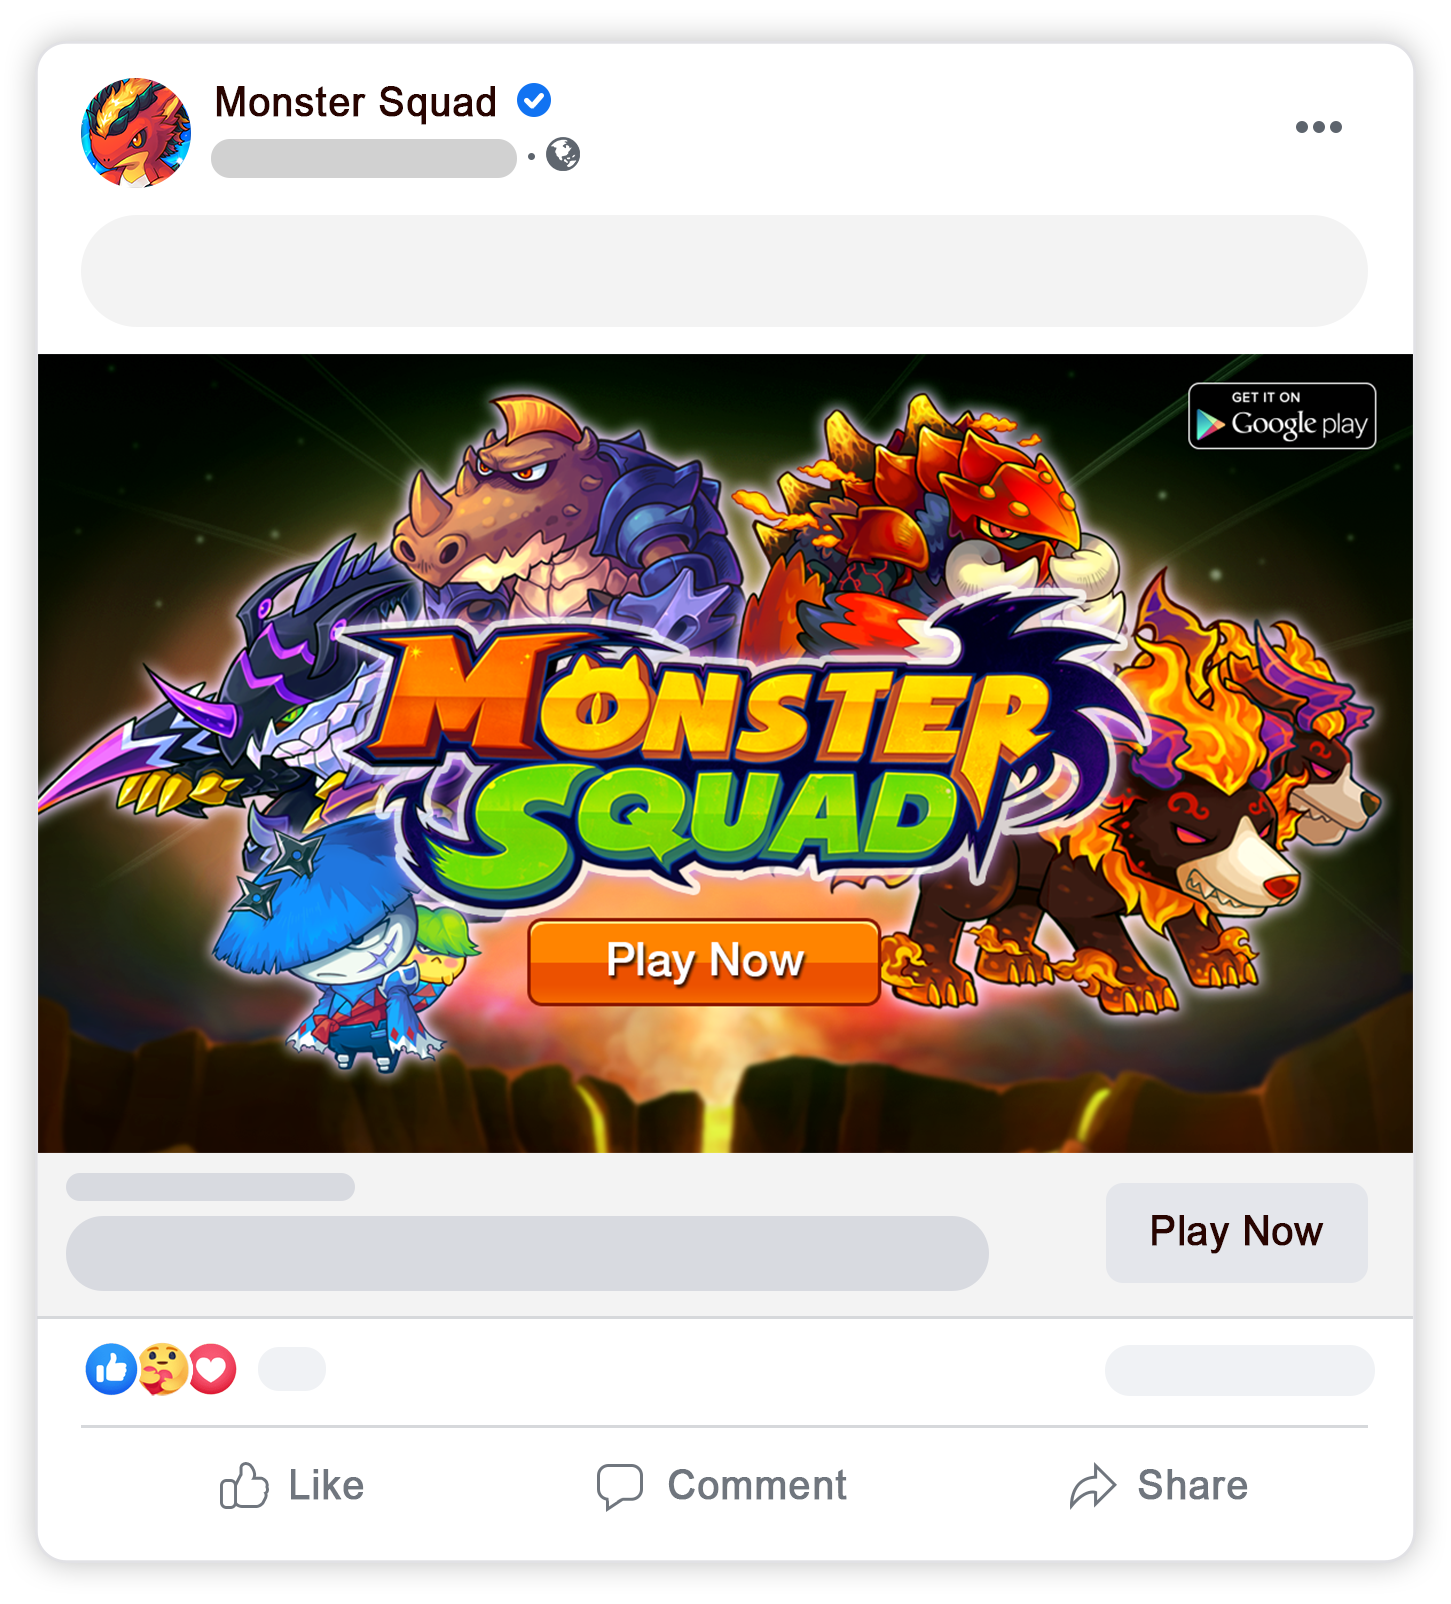 Monster Squad
GET IT ON
Google play
MONSTER
SQUAD
Play Now
Play Now
Like
Comment
Share